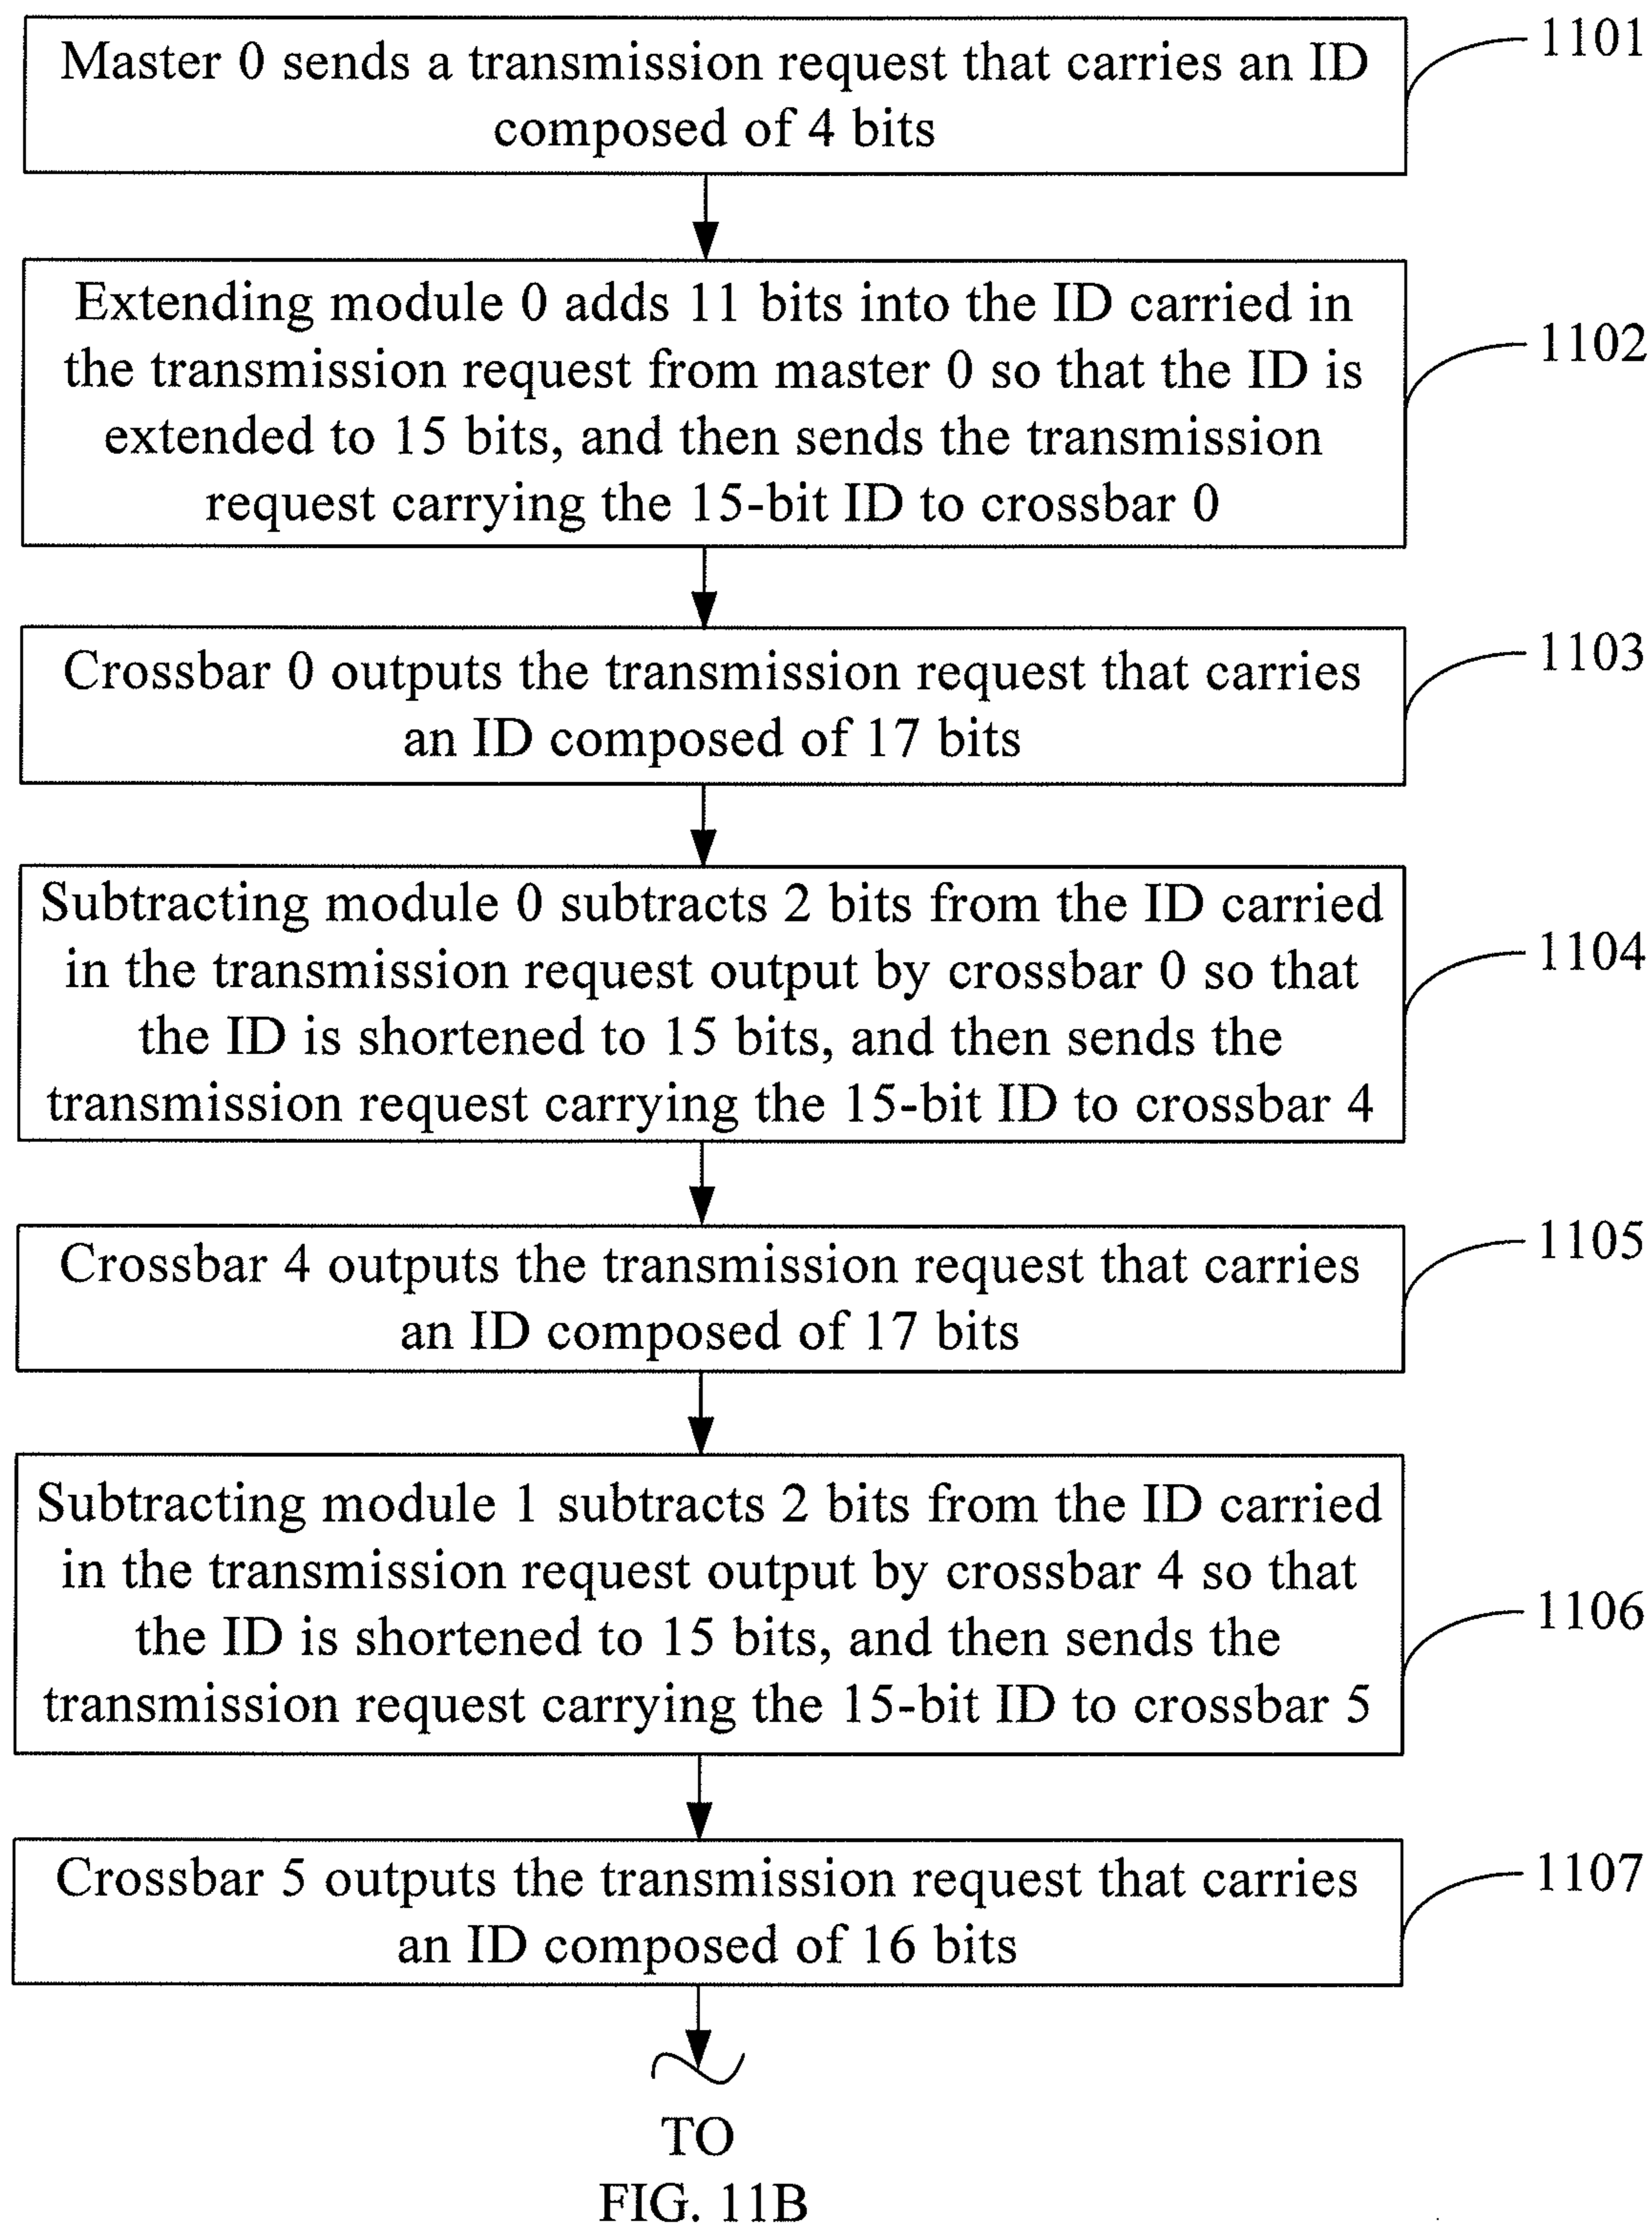 Master 0 sends a transmission request that carries an ID
composed of 4 bits
1101
Extending module 0 adds 11 bits into the ID carried in
the transmission request from master 0 so that the ID is
extended to 15 bits, and then sends the transmission
request carrying the 15-bit ID to crossbar 0
1102
Crossbar 0 outputs the transmission request that carries
an ID composed of 17 bits
1103
Subtracting module 0 subtracts 2 bits from the ID carried
in the transmission request output by crossbar 0 so that
the ID is shortened to 15 bits, and then sends the
transmission request carrying the 15-bit ID to crossbar 4
1104
Crossbar 4 outputs the transmission request that carries
an ID composed of 17 bits
1105
Subtracting module 1 subtracts 2 bits from the ID carried
in the transmission request output by crossbar 4 so that
the ID is shortened to 15 bits, and then sends the
transmission request carrying the 15-bit ID to crossbar 5
1106
Crossbar 5 outputs the transmission request that carries
an ID composed of 16 bits
1107
TO
FIG. 11B